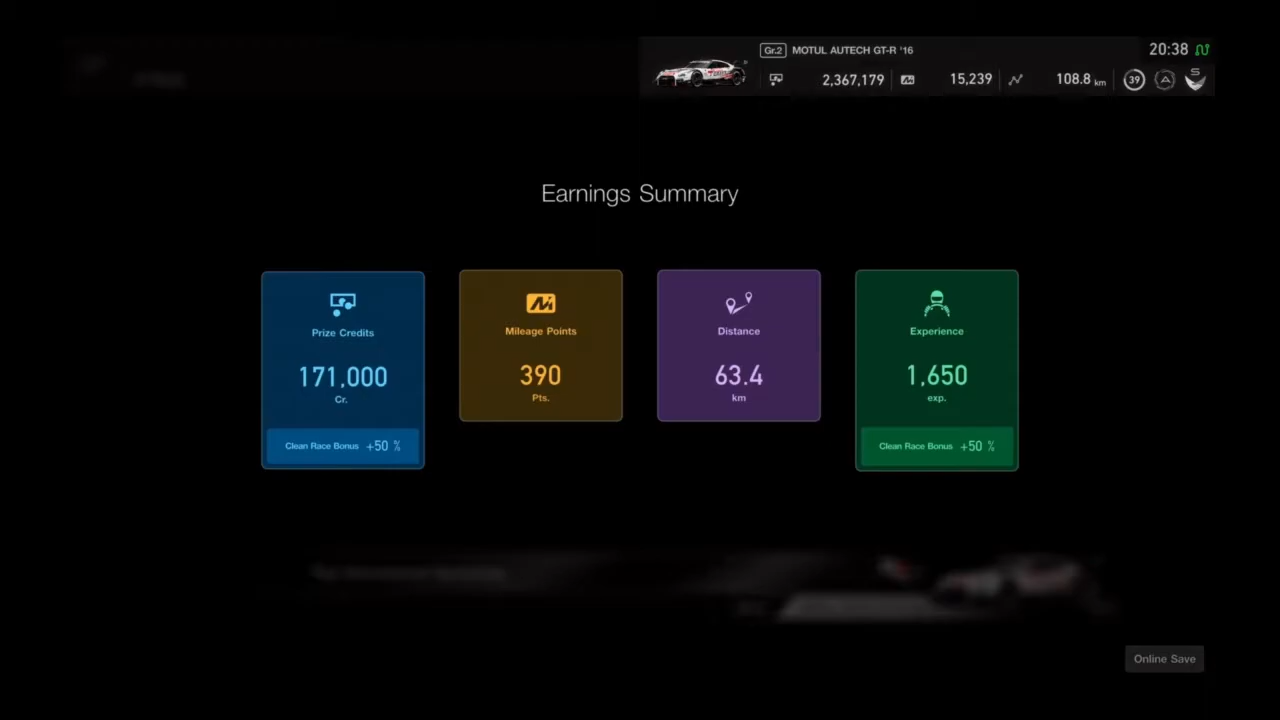 Gr.2 MOTUL AUTECH GT-R '16
20:38
2,367,179 15,239 108.8 km 39 A S
Earnings Summary
Prize Credits
171,000
Cr.
Clean Race Bonus +50 %
Mileage Points
390
Pts.
Distance
63.4
km
Experience
1,650
exp.
Clean Race Bonus +50 %
Online Save